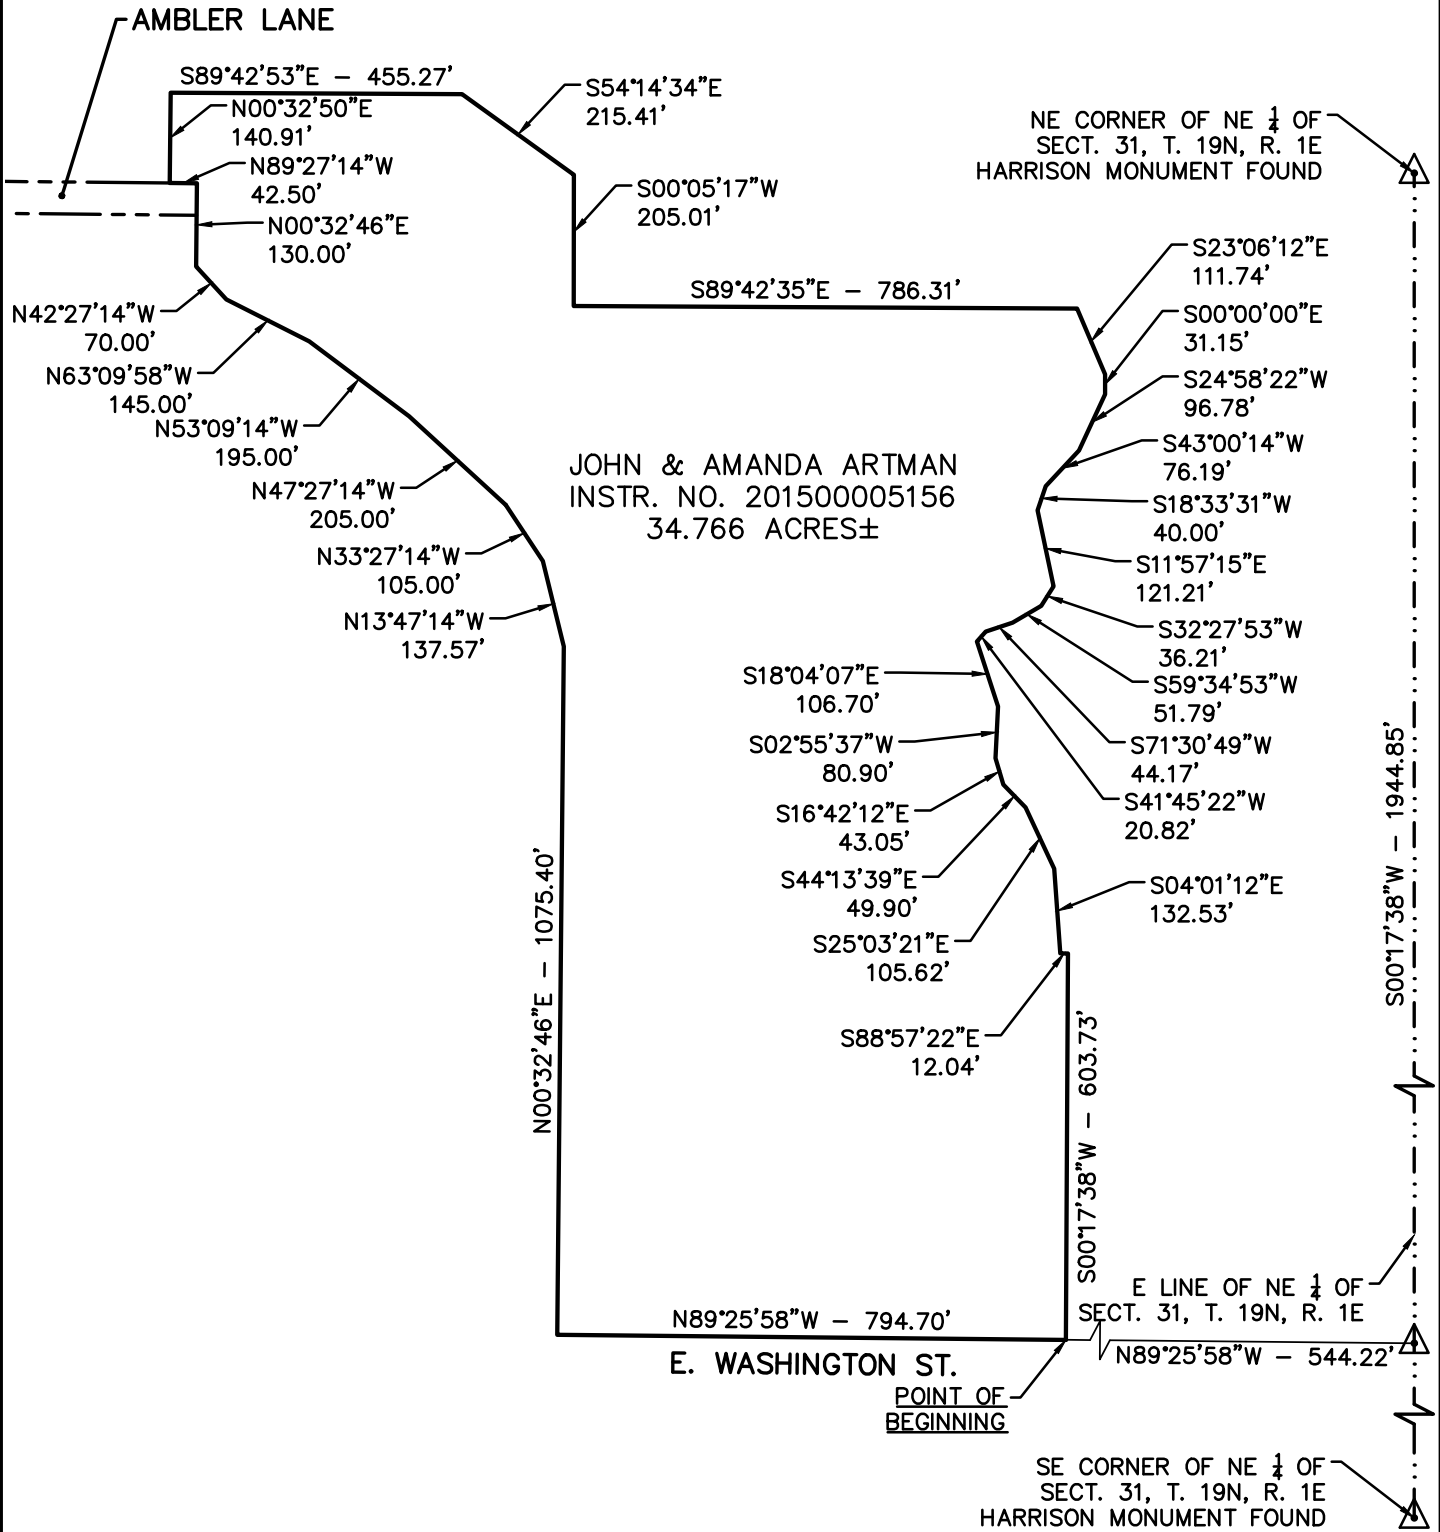 AMBLER LANE
S89°42'53"E - 455.27'
N00°32'50"E
140.91'
N89°27'14"W
42.50'
N00°32'46"E
130.00'
S54°14'34"E
215.41'
S00°05'17"W
205.01'
NE CORNER OF NE 1/4 OF
SECT. 31, T. 19N, R. 1E
HARRISON MONUMENT FOUND
S89°42'35"E - 786.31'
S23°06'12"E
111.74'
S00°00'00"E
31.15'
S24°58'22"W
96.78'
S43°00'14"W
76.19'
S18°33'31"W
40.00'
S11°57'15"E
121.21'
S32°27'53"W
36.21'
S59°34'53"W
51.79'
S71°30'49"W
44.17'
S41°45'22"W
20.82'
N42°27'14"W
70.00'
N63°09'58"W
145.00'
N53°09'14"W
195.00'
N47°27'14"W
205.00'
N33°27'14"W
105.00'
N13°47'14"W
137.57'
JOHN & AMANDA ARTMAN
INSTR. NO. 201500005156
34.766 ACRES±
S18°04'07"E
106.70'
S02°55'37"W
80.90'
S16°42'12"E
43.05'
S44°13'39"E
49.90'
S25°03'21"E
105.62'
S04°01'12"E
132.53'
S88°57'22"E
12.04'
N00°32'46"E - 1075.40'
S00°17'38"W - 603.73'
S00°17'38"W - 1944.85'
E LINE OF NE 1/4 OF
SECT. 31, T. 19N, R. 1E
N89°25'58"W - 794.70'
N89°25'58"W - 544.22'
E. WASHINGTON ST.
POINT OF
BEGINNING
SE CORNER OF NE 1/4 OF
SECT. 31, T. 19N, R. 1E
HARRISON MONUMENT FOUND